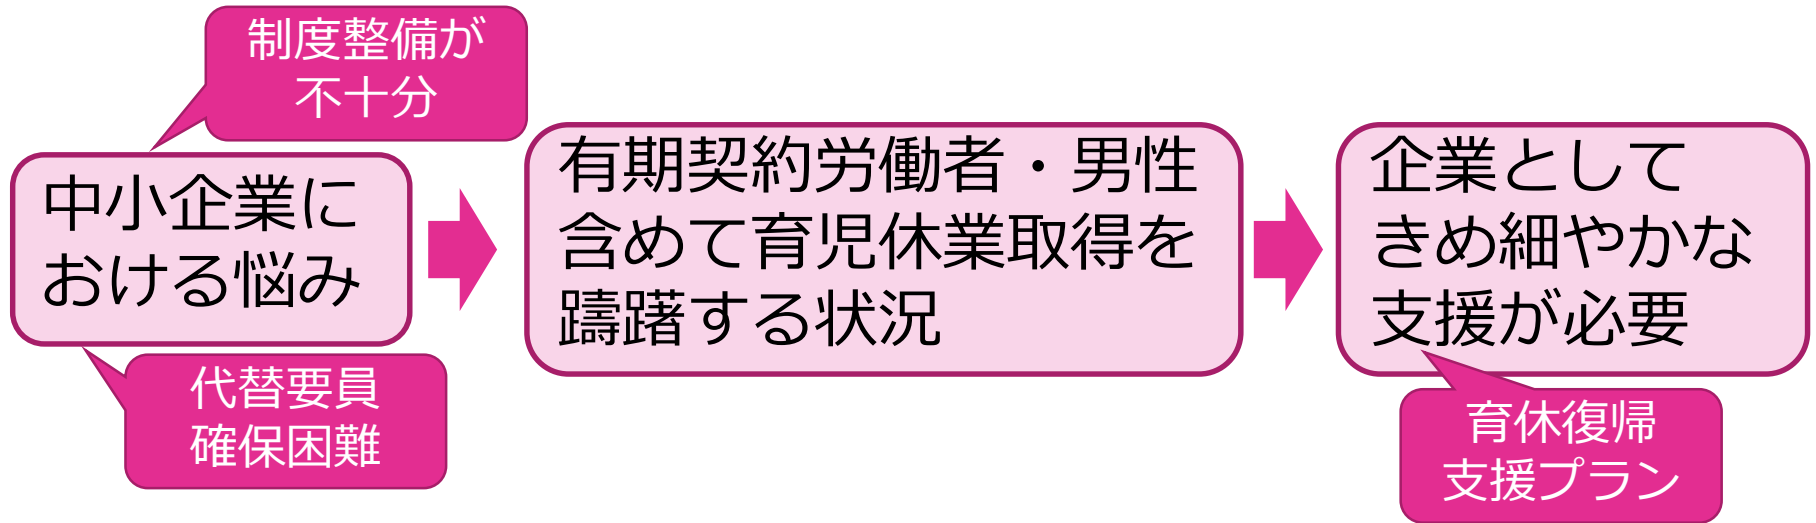 制度整備が
不十分
中小企業に
おける悩み
代替要員
確保困難
有期契約労働者・男性
含めて育児休業取得を
躊躇する状況
企業として
きめ細やかな
支援が必要
育休復帰
支援プラン